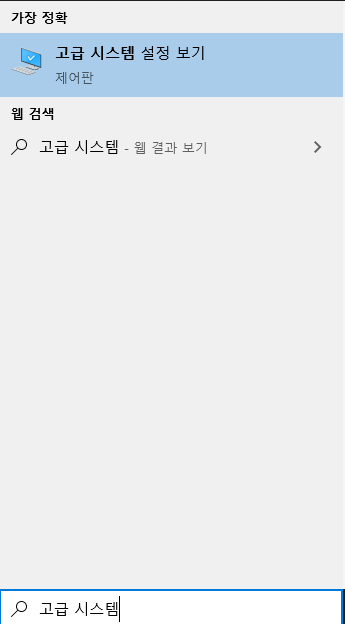 가장 정확
고급 시스템 설정 보기
제어판
웹 검색
고급 시스템 - 웹 결과 보기
고급 시스템